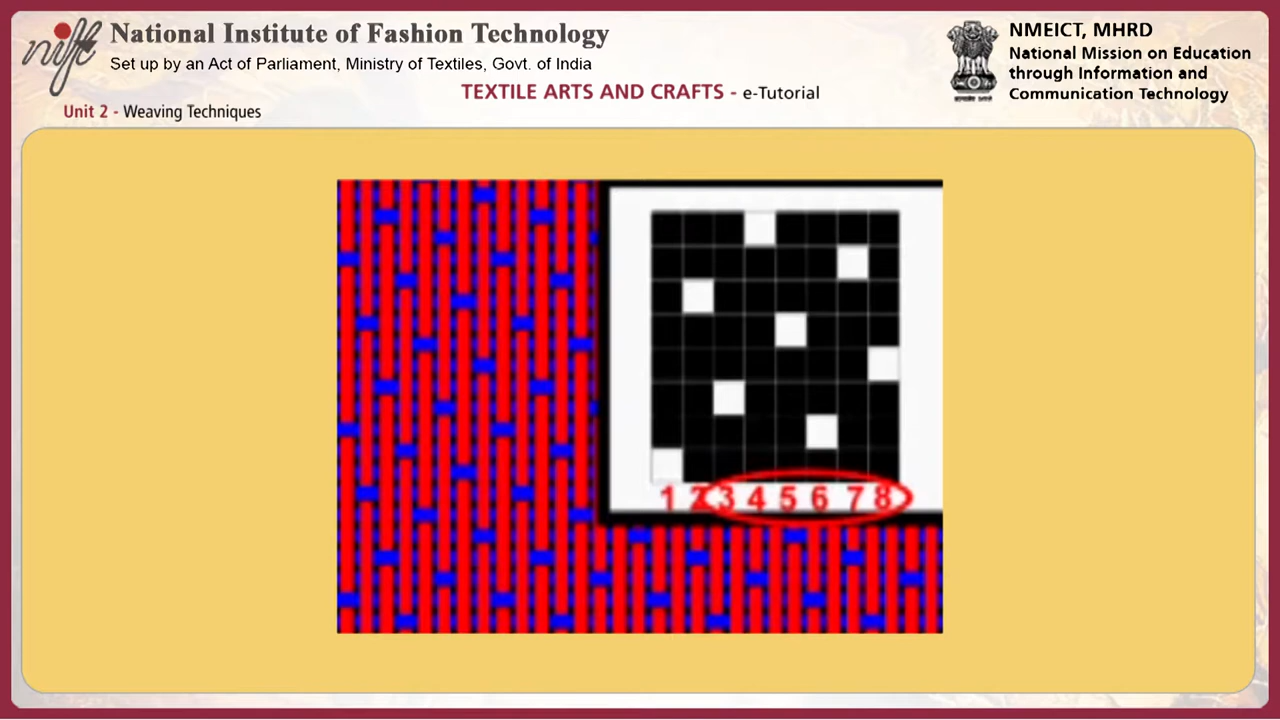 nift
National Institute of Fashion Technology
Set up by an Act of Parliament, Ministry of Textiles, Govt. of India
NMEICT, MHRD
National Mission on Education
through Information and
Communication Technology
TEXTILE ARTS AND CRAFTS - e-Tutorial
Unit 2 - Weaving Techniques
1 2 3 4 5 6 7 8